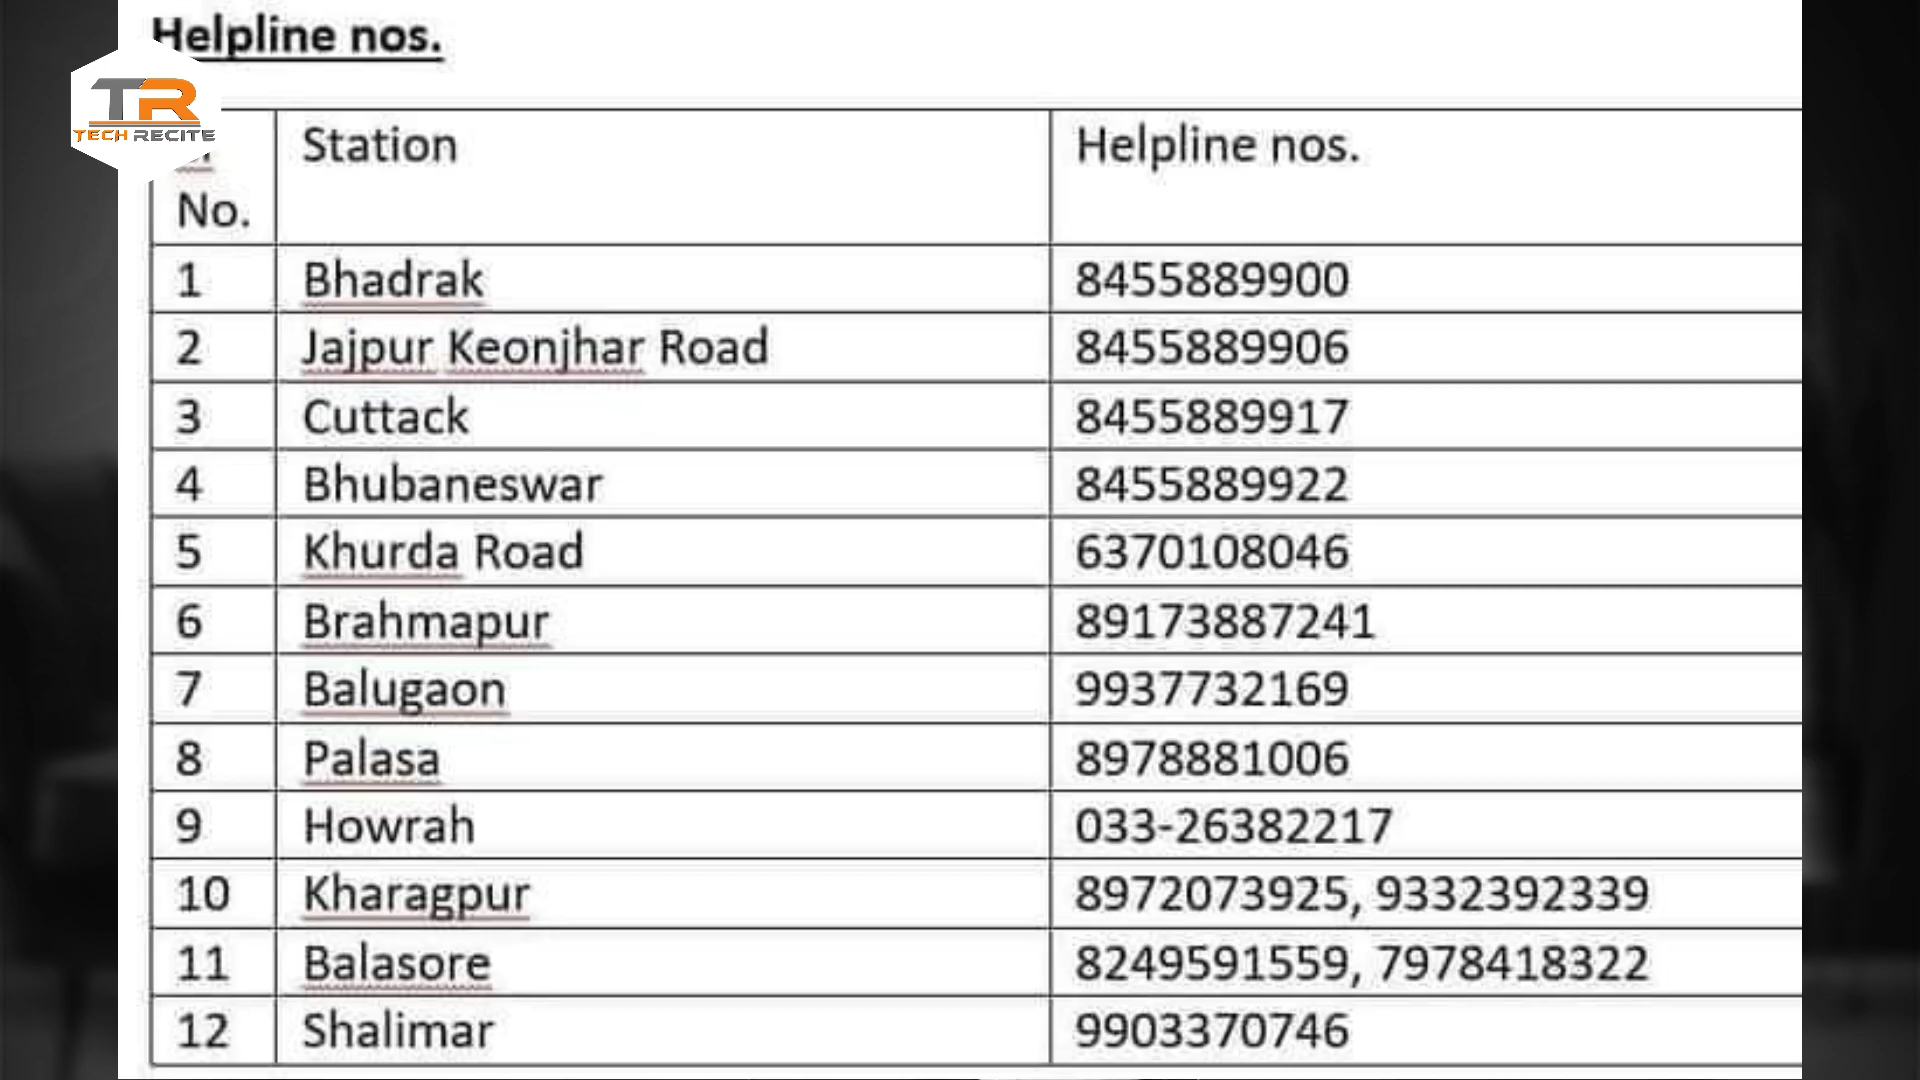 Helpline nos.
TR
TECH RECITE
No. Station Helpline nos.
1 Bhadrak 8455889900
2 Jajpur Keonjhar Road 8455889906
3 Cuttack 8455889917
4 Bhubaneswar 8455889922
5 Khurda Road 6370108046
6 Brahmapur 89173887241
7 Balugaon 9937732169
8 Palasa 8978881006
9 Howrah 033-26382217
10 Kharagpur 8972073925, 9332392339
11 Balasore 8249591559, 7978418322
12 Shalimar 9903370746